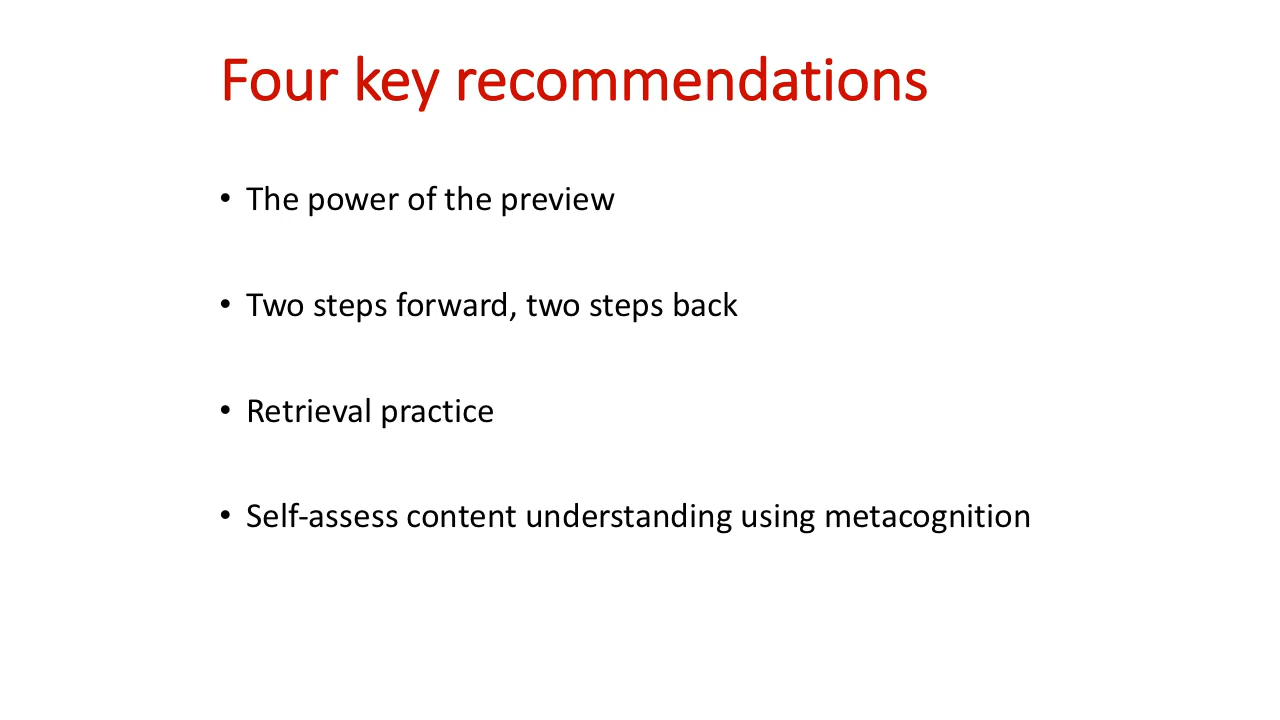 Four key recommendations
• The power of the preview
• Two steps forward, two steps back
• Retrieval practice
• Self-assess content understanding using metacognition